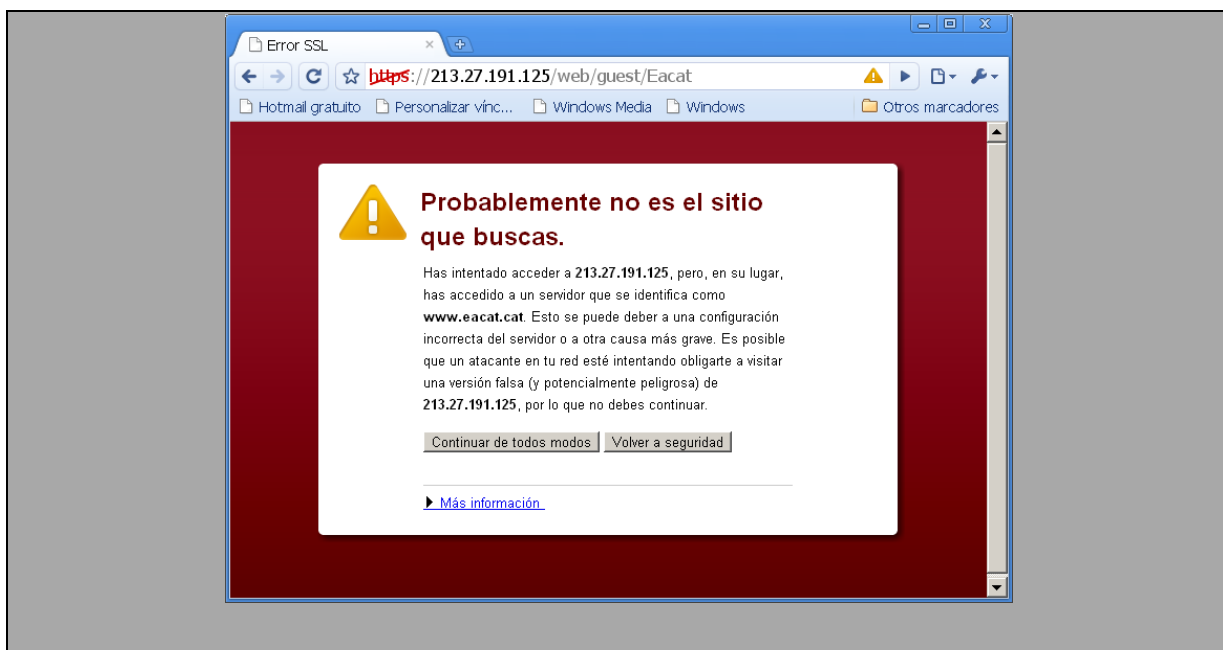 Error SSL
https://213.27.191.125/web/guest/Eacat
Hotmail gratuito Personalizar vínc... Windows Media Windows Otros marcadores
Probablemente no es el sitio
que buscas.
Has intentado acceder a 213.27.191.125, pero, en su lugar,
has accedido a un servidor que se identifica como
www.eacat.cat. Esto se puede deber a una configuración
incorrecta del servidor o a otra causa más grave. Es posible
que un atacante en tu red esté intentando obligarte a visitar
una versión falsa (y potencialmente peligrosa) de
213.27.191.125, por lo que no debes continuar.
Continuar de todos modos Volver a seguridad
Más información